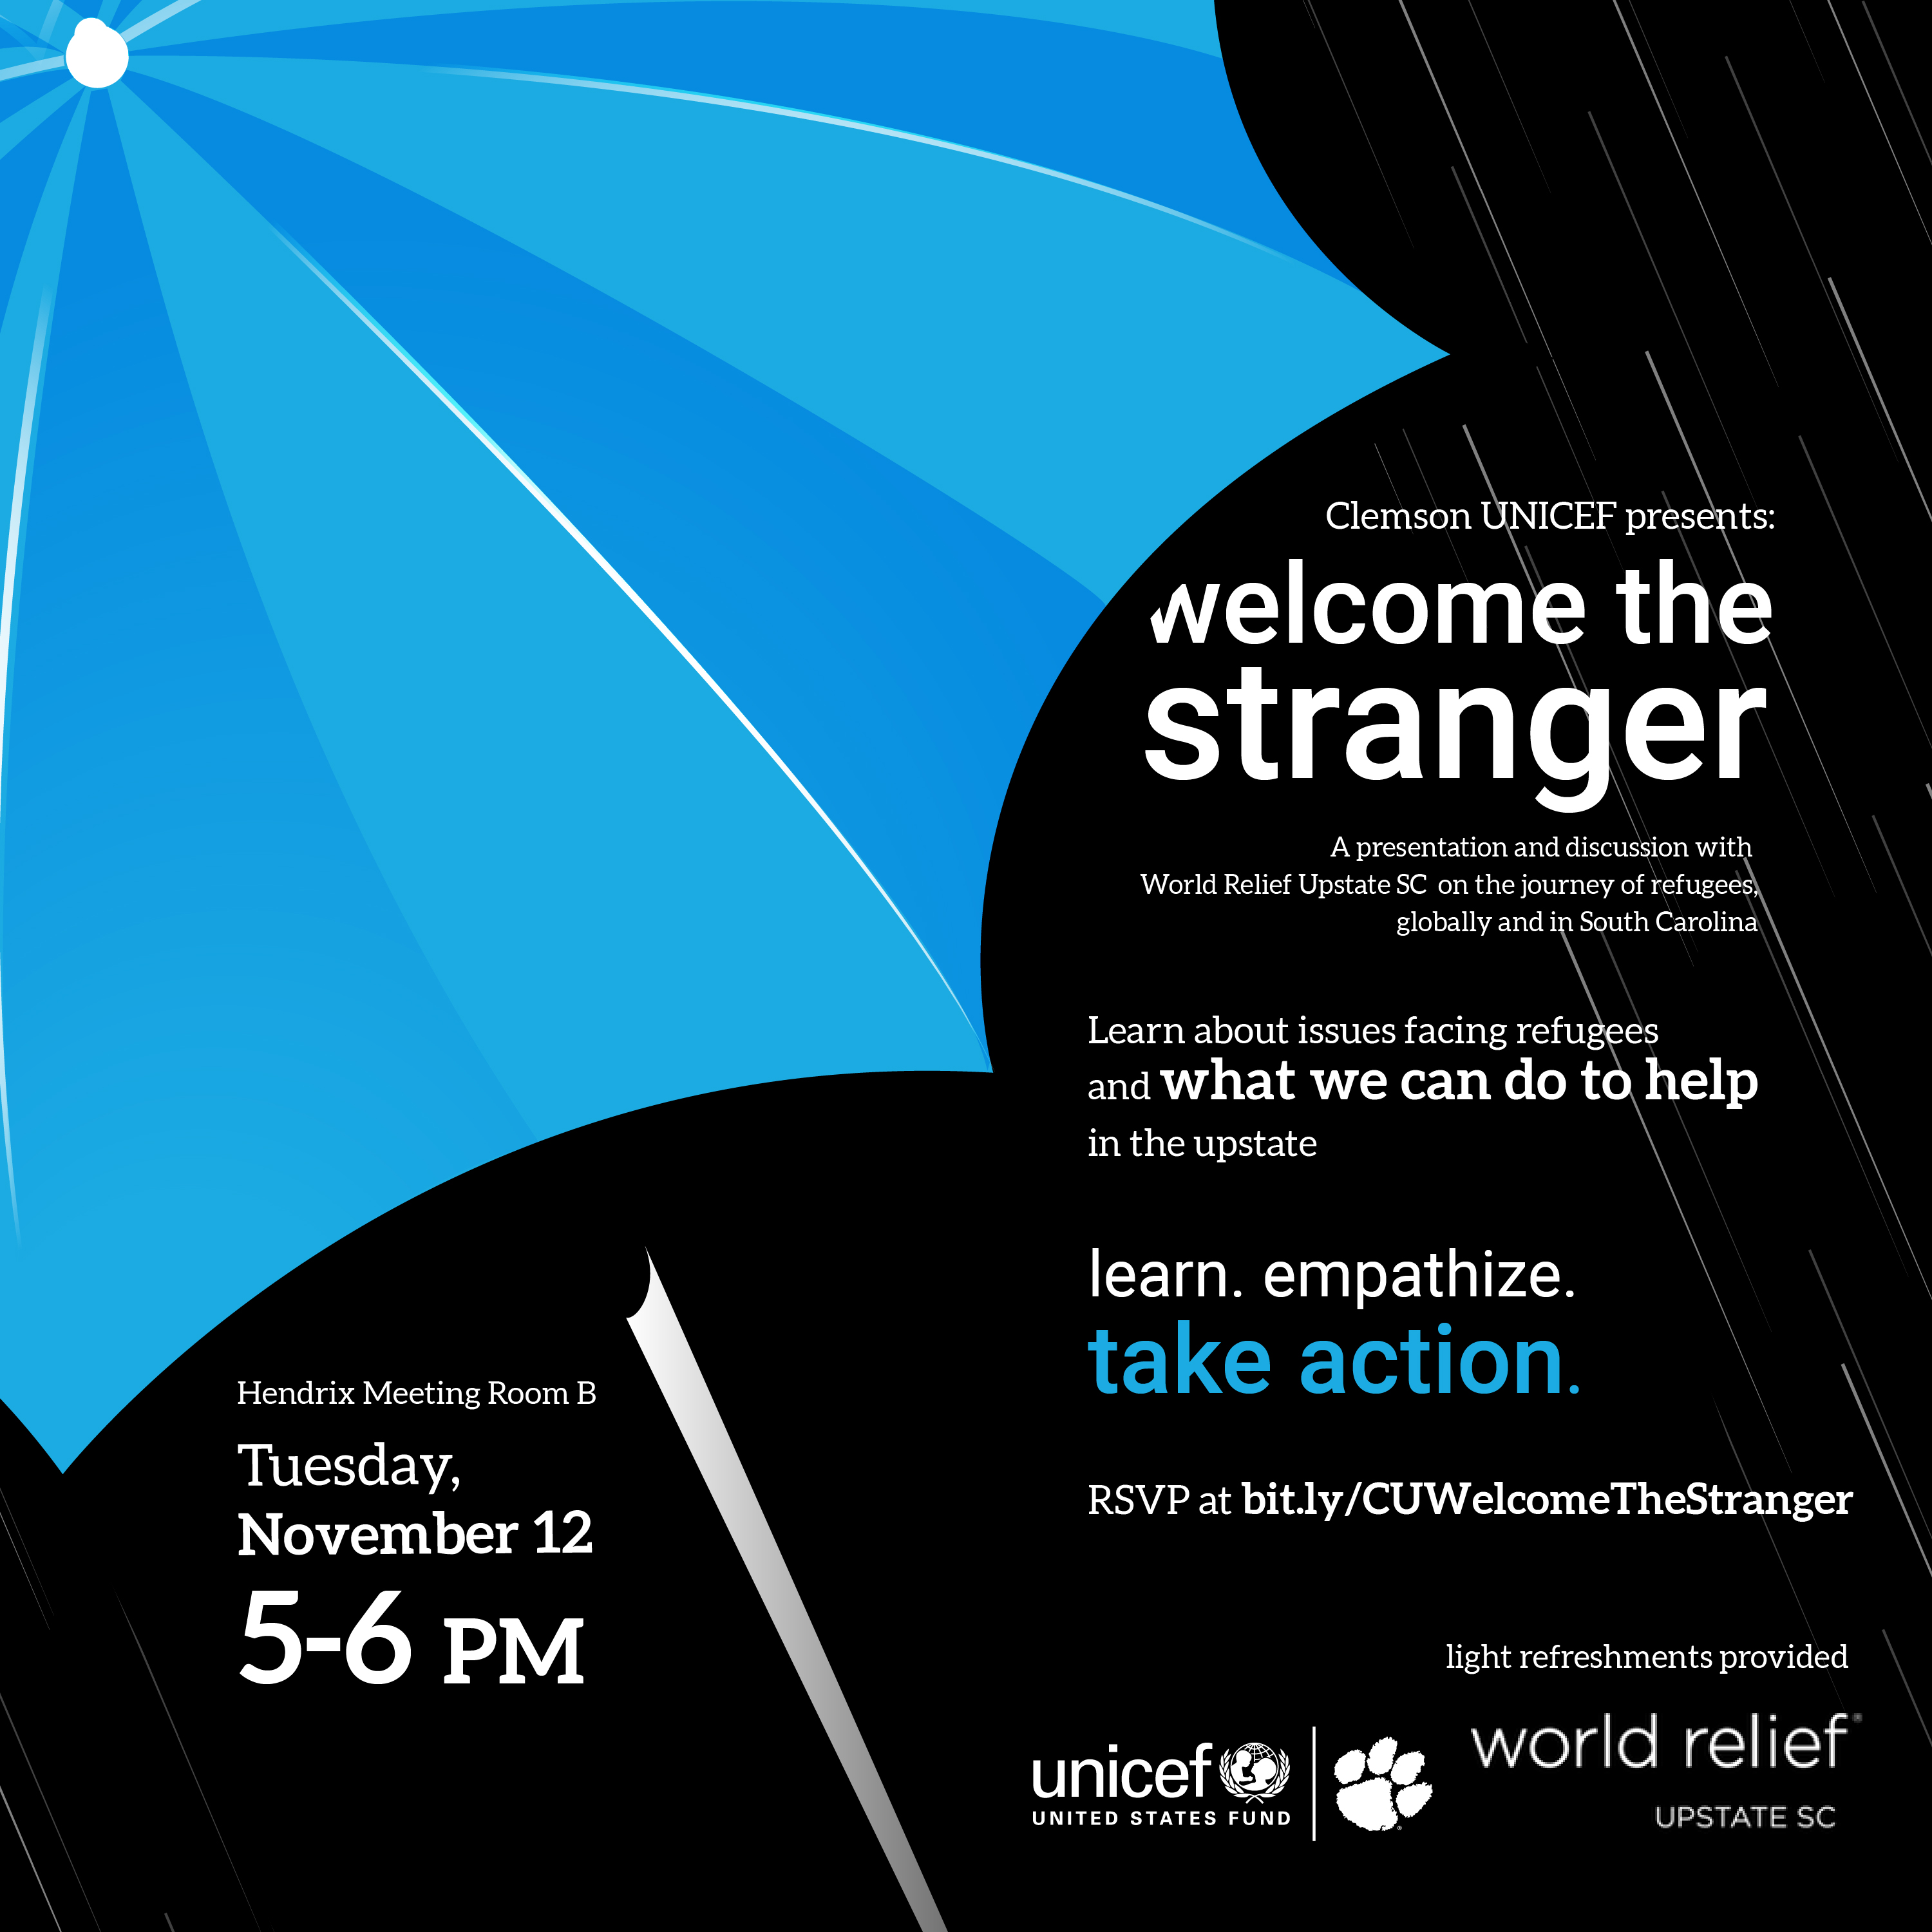 Clemson UNICEF presents:
welcome the
stranger
A presentation and discussion with
World Relief Upstate SC on the journey of refugees,
globally and in South Carolina
Learn about issues facing refugees
and what we can do to help
in the upstate
learn. empathize.
take action.
RSVP at bit.ly/CUWelcomeTheStranger
Hendrix Meeting Room B
Tuesday,
November 12
5-6 PM
light refreshments provided
unicef
UNITED STATES FUND
world relief®
UPSTATE SC